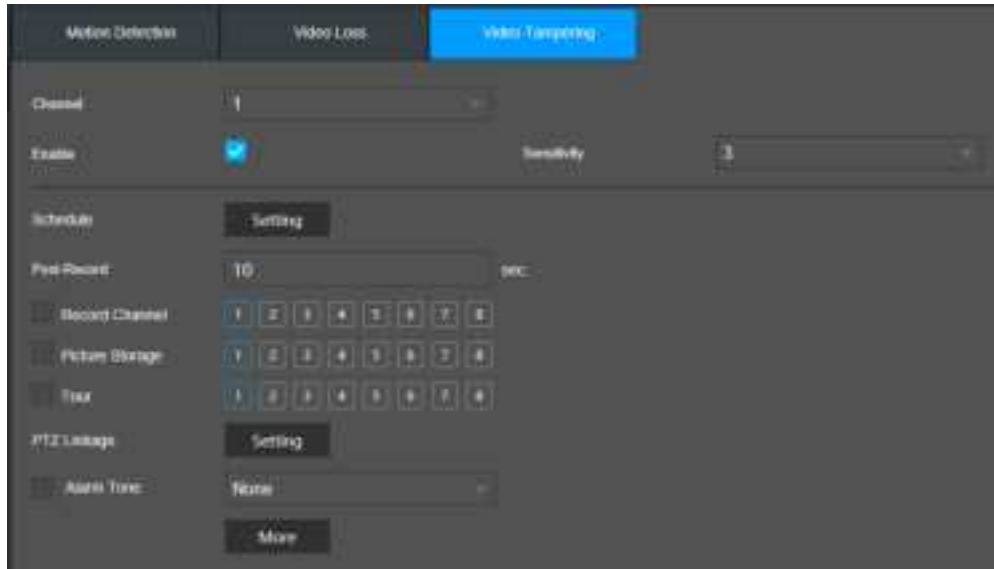 Motion Detection Video Loss Video Tampering
Channel 1
Enable Sensitivity 3
Schedule Setting
Post-Record 10 sec.
Record Channel 1 2 3 4 5 6 7 8
Picture Storage 1 2 3 4 5 6 7 8
Tour 1 2 3 4 5 6 7 8
PTZ Linkage Setting
Alarm Tone None
More